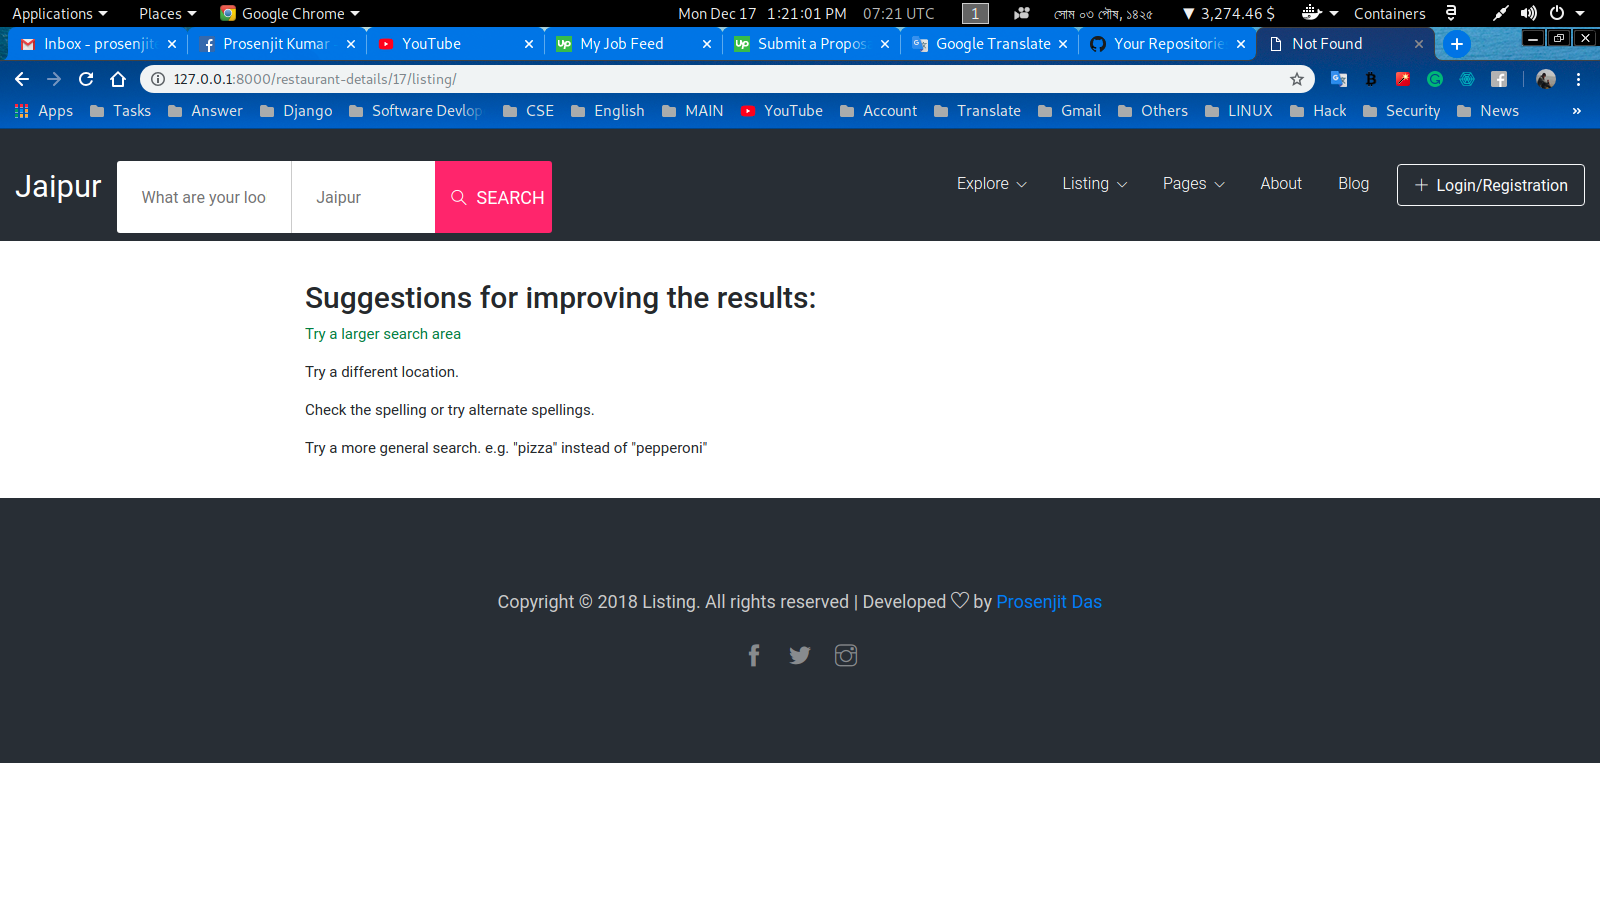 Applications Places Google Chrome Mon Dec 17 1:21:01 PM 07:21 UTC 1 সোম ০৩ পৌষ, ১৪২৫ ▼ 3,274.46 $ Containers
Inbox - prosenjit Prosenjit Kumar YouTube My Job Feed Submit a Propos Google Translate Your Repositorie Not Found
127.0.0.1:8000/restaurant-details/17/listing/
Apps Tasks Answer Django Software Devlop CSE English MAIN YouTube Account Translate Gmail Others LINUX Hack Security News »
Jaipur What are your loo Jaipur SEARCH Explore Listing Pages About Blog + Login/Registration
Suggestions for improving the results:
Try a larger search area
Try a different location.
Check the spelling or try alternate spellings.
Try a more general search. e.g. "pizza" instead of "pepperoni"
Copyright © 2018 Listing. All rights reserved | Developed ♡ by Prosenjit Das